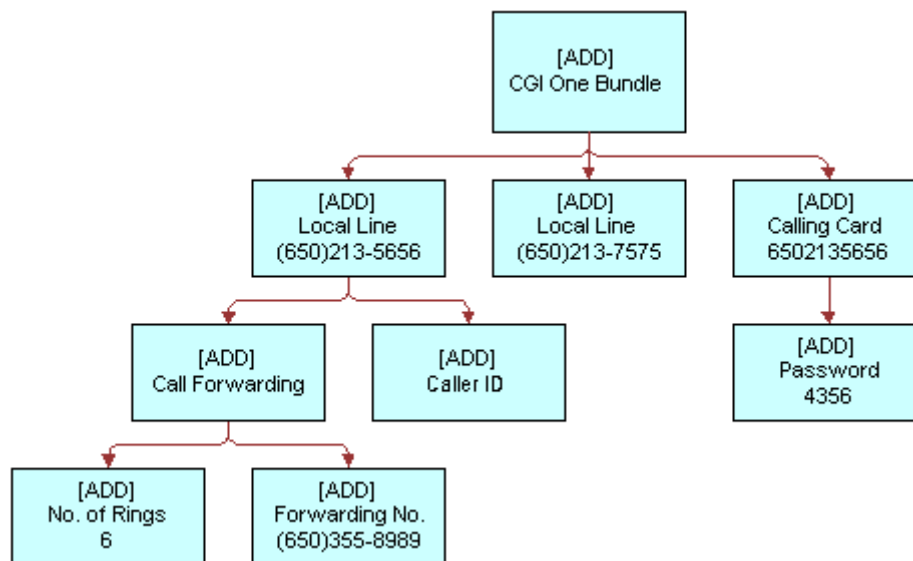 [ADD]
CGI One Bundle
[ADD]
Local Line
(650)213-5656
[ADD]
Local Line
(650)213-7575
[ADD]
Calling Card
6502135656
[ADD]
Call Forwarding
[ADD]
Caller ID
[ADD]
Password
4356
[ADD]
No. of Rings
6
[ADD]
Forwarding No.
(650)355-8989